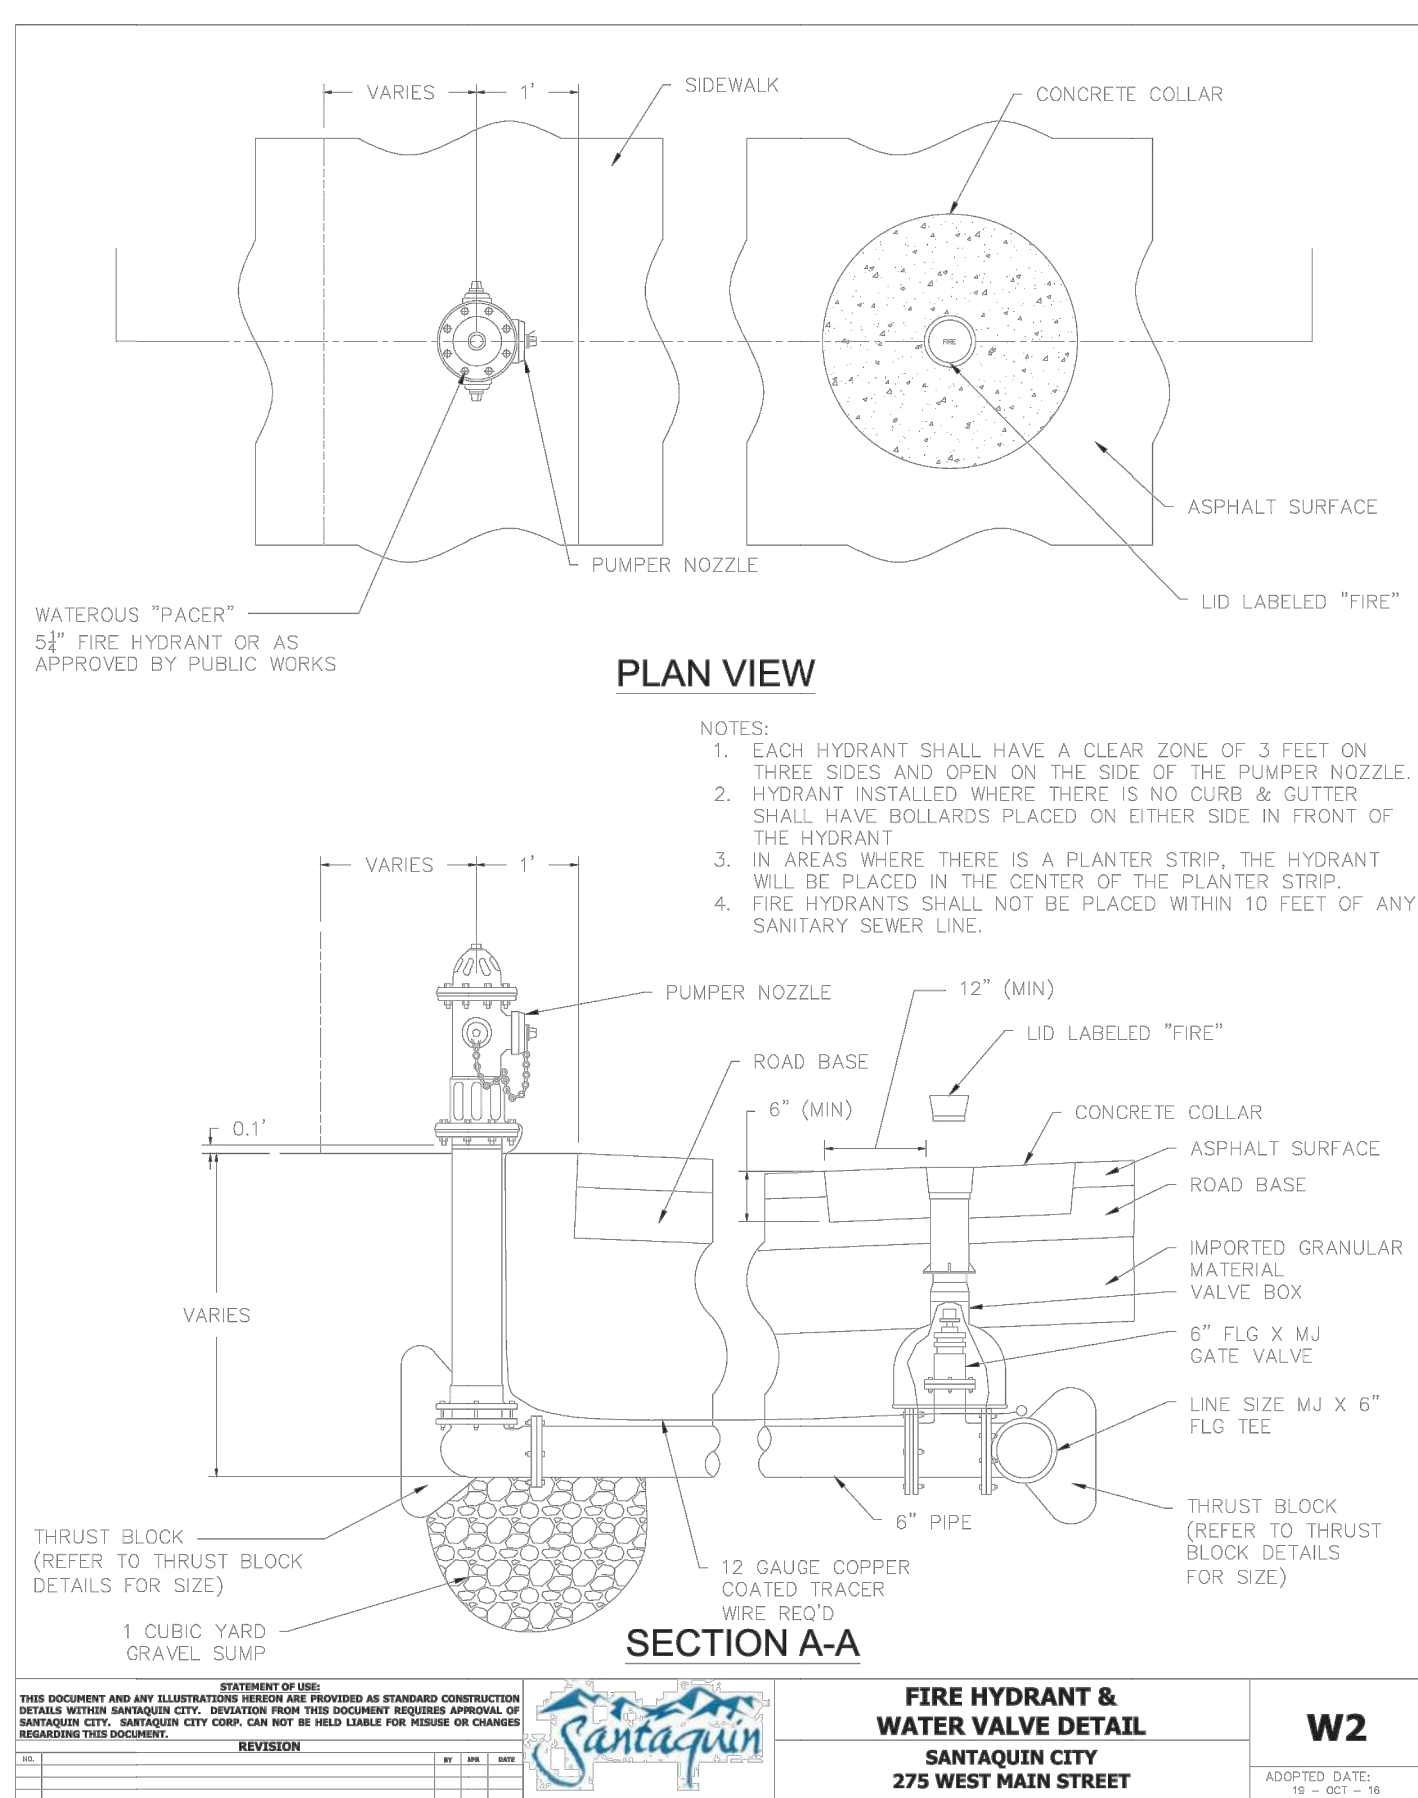 VARIES
1'
SIDEWALK
CONCRETE COLLAR
FIRE
ASPHALT SURFACE
PUMPER NOZZLE
LID LABELED "FIRE"
WATEROUS "PACER"
5¼" FIRE HYDRANT OR AS
APPROVED BY PUBLIC WORKS
PLAN VIEW
NOTES:
1. EACH HYDRANT SHALL HAVE A CLEAR ZONE OF 3 FEET ON
THREE SIDES AND OPEN ON THE SIDE OF THE PUMPER NOZZLE.
2. HYDRANT INSTALLED WHERE THERE IS NO CURB & GUTTER
SHALL HAVE BOLLARDS PLACED ON EITHER SIDE IN FRONT OF
THE HYDRANT
3. IN AREAS WHERE THERE IS A PLANTER STRIP, THE HYDRANT
WILL BE PLACED IN THE CENTER OF THE PLANTER STRIP.
4. FIRE HYDRANTS SHALL NOT BE PLACED WITHIN 10 FEET OF ANY
SANITARY SEWER LINE.
VARIES
1'
PUMPER NOZZLE
12" (MIN)
LID LABELED "FIRE"
ROAD BASE
6" (MIN)
CONCRETE COLLAR
0.1'
ASPHALT SURFACE
ROAD BASE
IMPORTED GRANULAR
MATERIAL
VALVE BOX
VARIES
6" FLG X MJ
GATE VALVE
LINE SIZE MJ X 6"
FLG TEE
6" PIPE
THRUST BLOCK
(REFER TO THRUST
BLOCK DETAILS
FOR SIZE)
THRUST BLOCK
(REFER TO THRUST BLOCK
DETAILS FOR SIZE)
12 GAUGE COPPER
COATED TRACER
WIRE REQ'D
1 CUBIC YARD
GRAVEL SUMP
SECTION A-A
STATEMENT OF USE:
THIS DOCUMENT AND ANY ILLUSTRATIONS HEREON ARE PROVIDED AS STANDARD CONSTRUCTION
DETAILS WITHIN SANTAQUIN CITY. DEVIATION FROM THIS DOCUMENT REQUIRES APPROVAL OF
SANTAQUIN CITY. SANTAQUIN CITY CORP. CAN NOT BE HELD LIABLE FOR MISUSE OR CHANGES
REGARDING THIS DOCUMENT.
REVISION
NO. BY APR. DATE
Santaquin
FIRE HYDRANT &
WATER VALVE DETAIL
SANTAQUIN CITY
275 WEST MAIN STREET
W2
ADOPTED DATE:
19 - OCT - 16